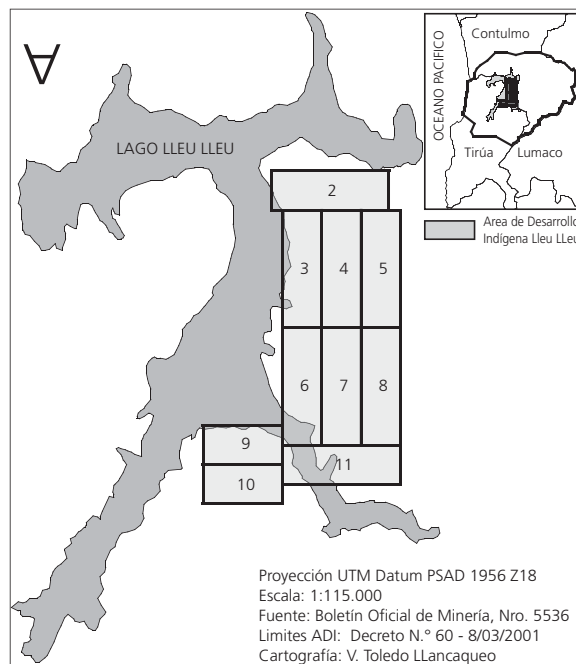 LAGO LLEU LLEU
2
3
4
5
6
7
8
9
10
11
Contulmo
OCEANO PACIFICO
Tirúa
Lumaco
Area de Desarrollo
Indígena Lleu LLeu
Proyección UTM Datum PSAD 1956 Z18
Escala: 1:115.000
Fuente: Boletín Oficial de Minería, Nro. 5536
Limites ADI: Decreto N.° 60 - 8/03/2001
Cartografía: V. Toledo LLancaqueo